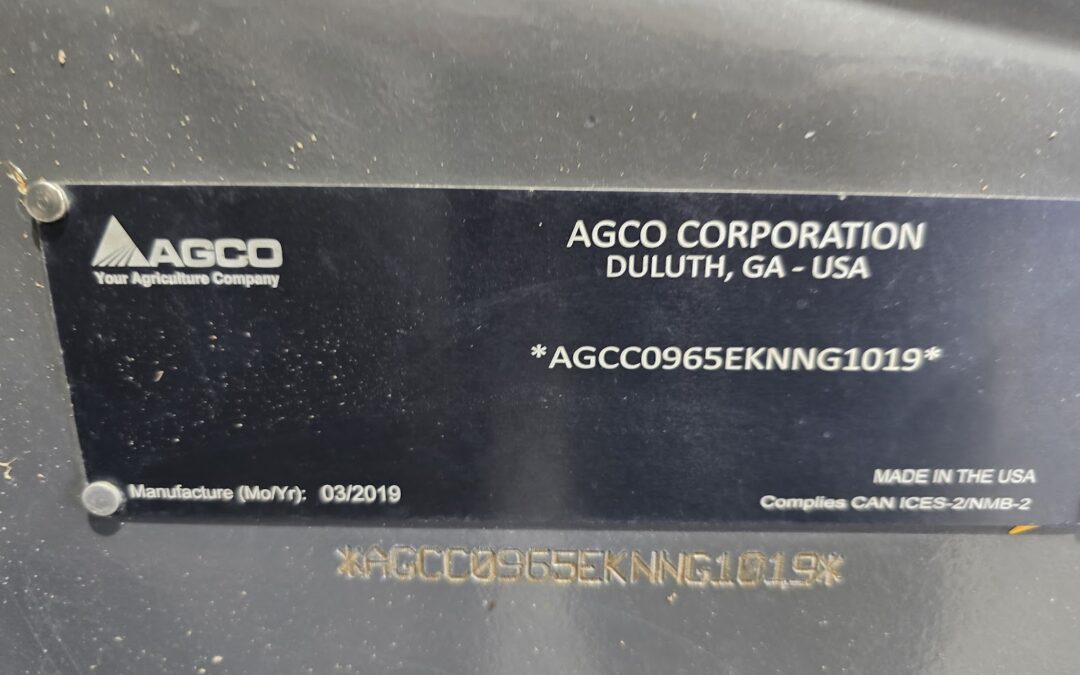 AGCO
Your Agriculture Company
AGCO CORPORATION
DULUTH, GA - USA
*AGCC0965EKNNG1019*
Manufacture (Mo/Yr): 03/2019
MADE IN THE USA
Complies CAN ICES-2/NMB-2
*AGCC0965EKNNG1019*